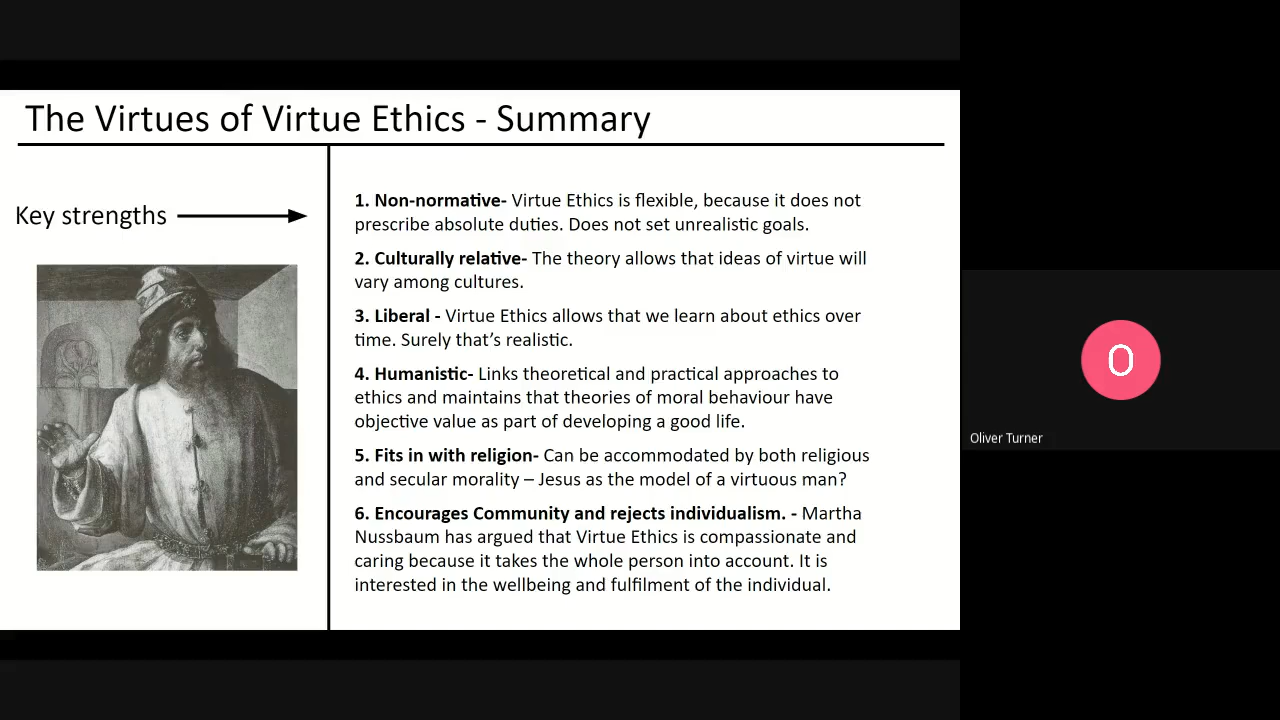 The Virtues of Virtue Ethics - Summary
Key strengths
1. Non-normative- Virtue Ethics is flexible, because it does not
prescribe absolute duties. Does not set unrealistic goals.
2. Culturally relative- The theory allows that ideas of virtue will
vary among cultures.
3. Liberal - Virtue Ethics allows that we learn about ethics over
time. Surely that’s realistic.
4. Humanistic- Links theoretical and practical approaches to
ethics and maintains that theories of moral behaviour have
objective value as part of developing a good life.
5. Fits in with religion- Can be accommodated by both religious
and secular morality – Jesus as the model of a virtuous man?
6. Encourages Community and rejects individualism. - Martha
Nussbaum has argued that Virtue Ethics is compassionate and
caring because it takes the whole person into account. It is
interested in the wellbeing and fulfilment of the individual.
O
Oliver Turner